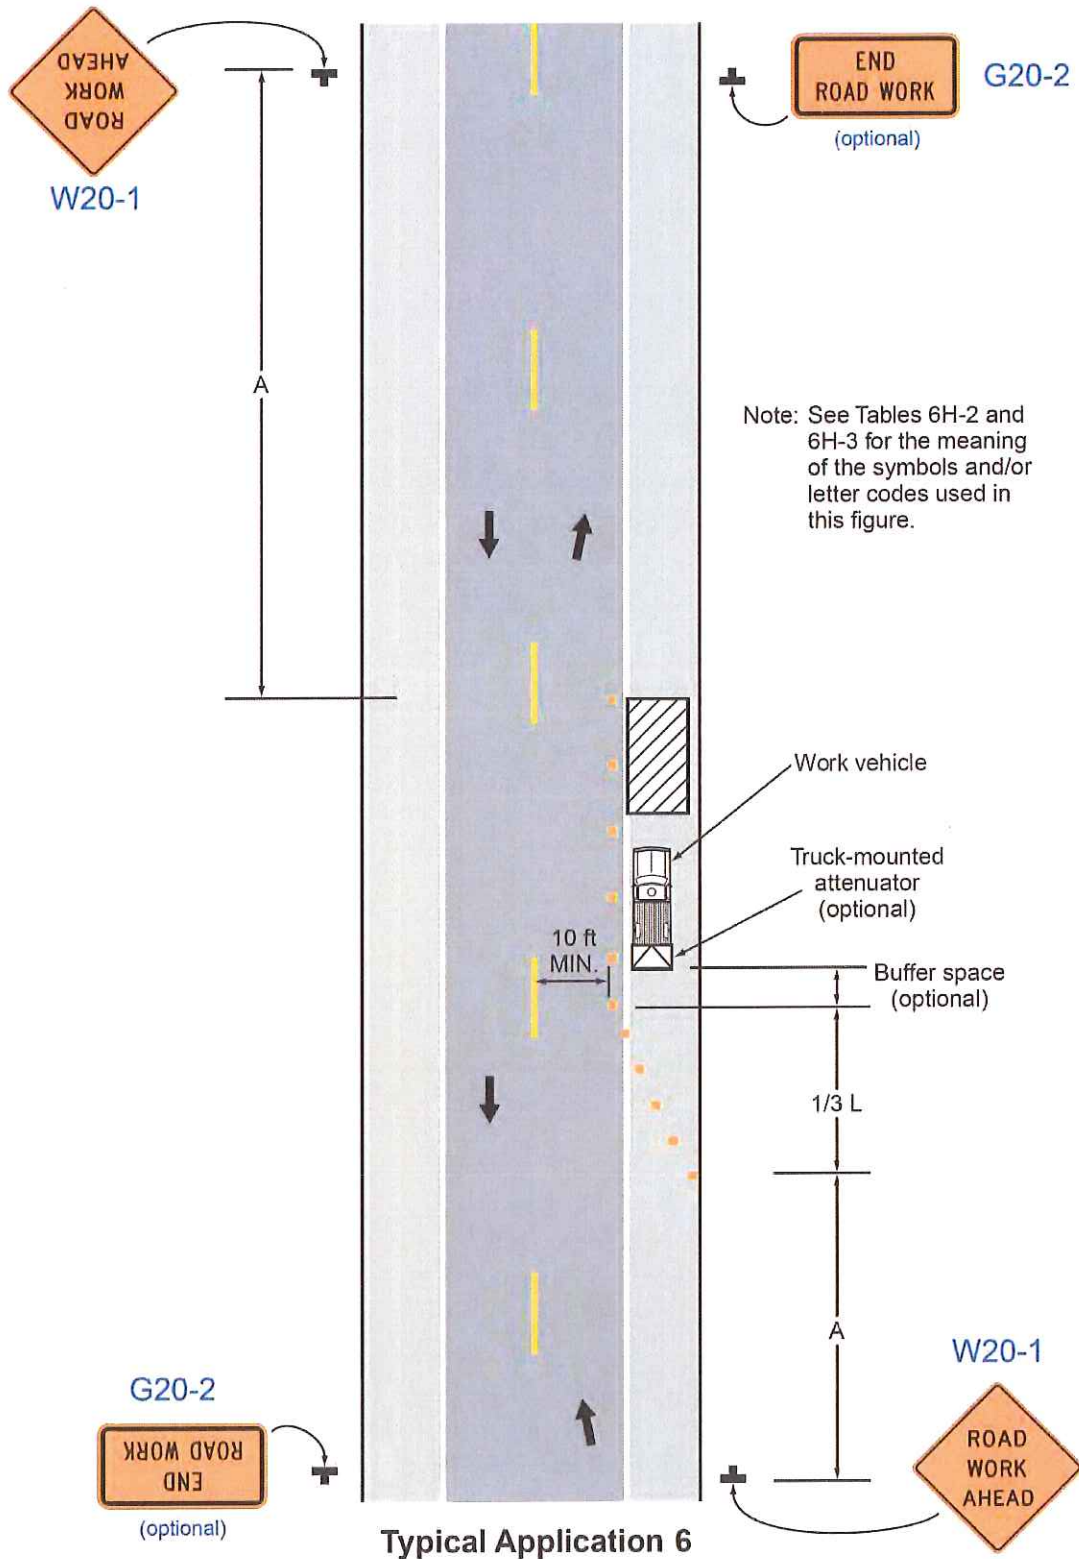 ROAD
WORK
AHEAD
W20-1
END
ROAD WORK
G20-2
(optional)
A
Note: See Tables 6H-2 and
6H-3 for the meaning
of the symbols and/or
letter codes used in
this figure.
Work vehicle
Truck-mounted
attenuator
(optional)
10 ft
MIN.
Buffer space
(optional)
1/3 L
A
W20-1
ROAD
WORK
AHEAD
G20-2
END
ROAD WORK
(optional)
Typical Application 6